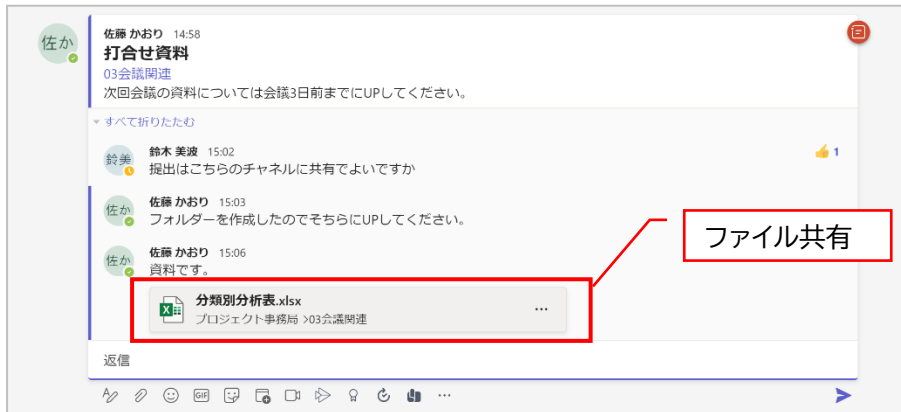 佐か
佐藤 かおり 14:58
打合せ資料
03会議関連
次回会議の資料については会議3日前までにUPしてください。
すべて折りたたむ
鈴美
鈴木 美波 15:02
提出はこちらのチャネルに共有でよいですか
👍 1
佐か
佐藤 かおり 15:03
フォルダーを作成したのでそちらにUPしてください。
ファイル共有
佐か
佐藤 かおり 15:06
資料です。
分類別分析表.xlsx
プロジェクト事務局 >03会議関連
...
返信
GIF
...